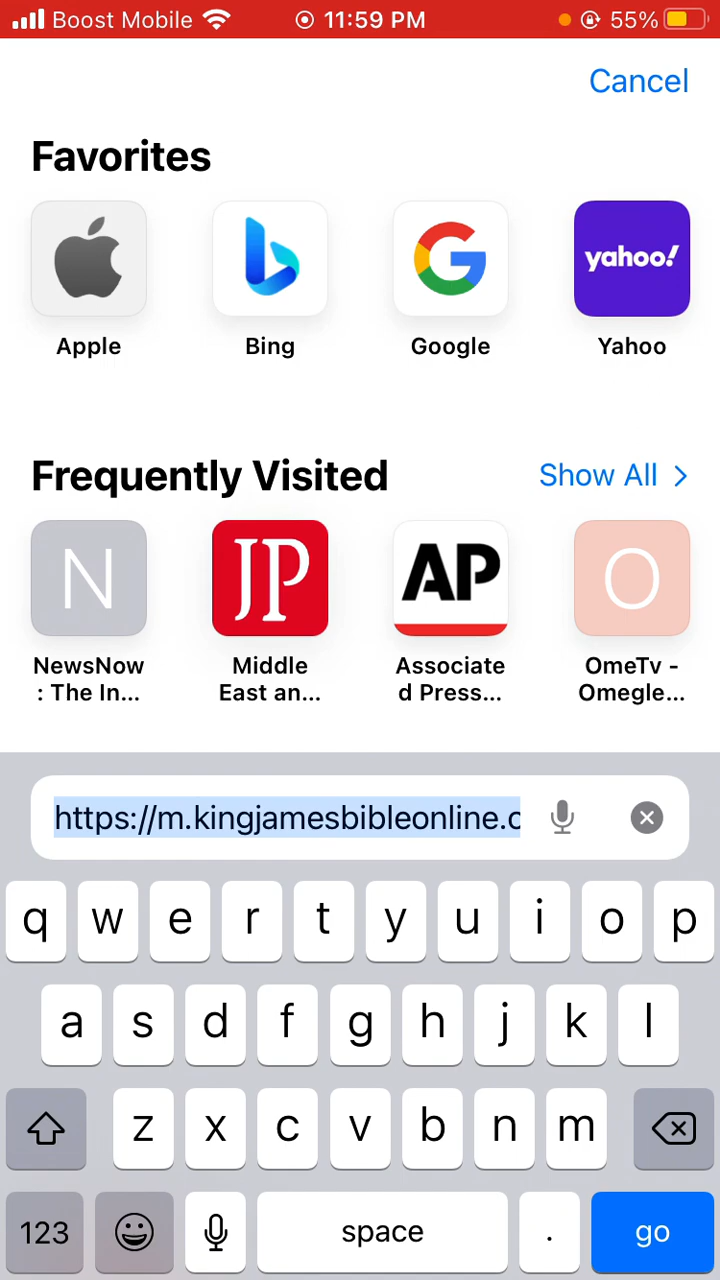 Boost Mobile 11:59 PM 55%
Cancel
Favorites
yahoo!
Apple Bing Google Yahoo
Frequently Visited Show All
N JP AP O
NewsNow : The In...
Middle East an...
Associate d Press...
OmeTv - Omegle...
https://m.kingjamesbibleonline.c
q w e r t y u i o p
a s d f g h j k l
z x c v b n m
123 space . go